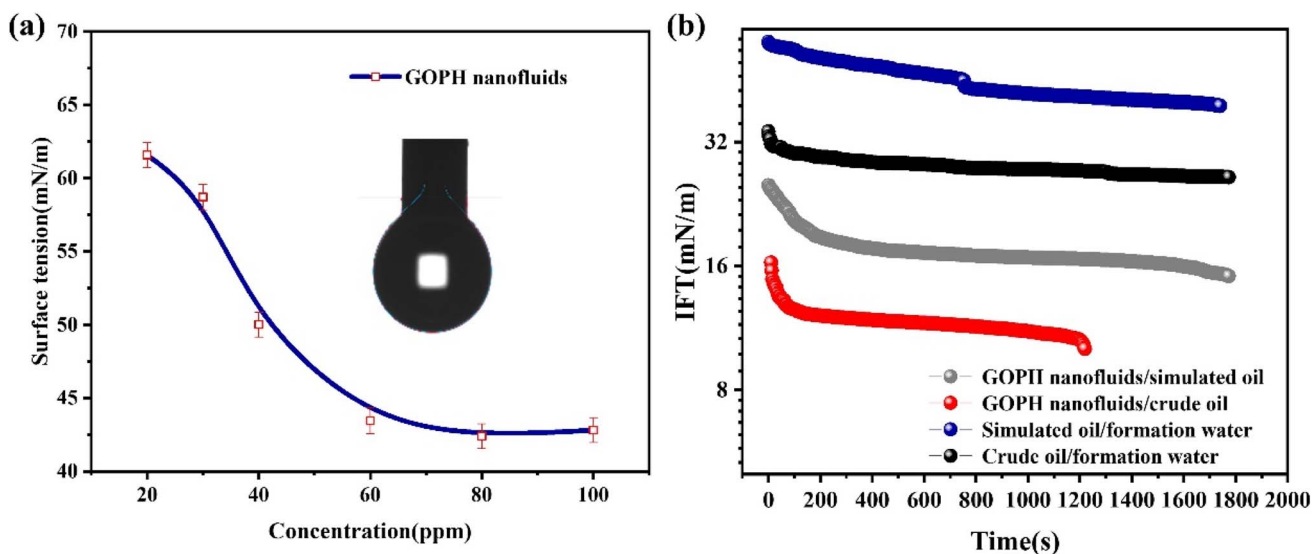 (a)
70
65
60
55
50
45
40
Surface tension(mN/m)
GOPH nanofluids
20 40 60 80 100
Concentration(ppm)
(b)
32
16
8
IFT(mN/m)
GOPH nanofluids/simulated oil
GOPH nanofluids/crude oil
Simulated oil/formation water
Crude oil/formation water
0 200 400 600 800 1000 1200 1400 1600 1800 2000
Time(s)